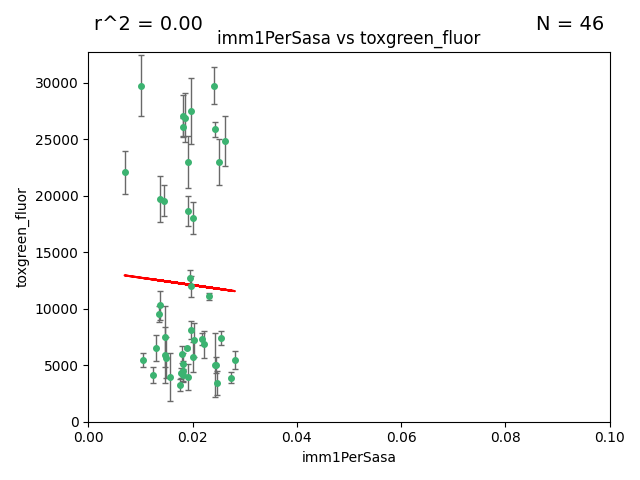 r^2 = 0.00
N = 46
imm1PerSasa vs toxgreen_fluor
toxgreen_fluor
30000
25000
20000
15000
10000
5000
0
0.00 0.02 0.04 0.06 0.08 0.10
imm1PerSasa